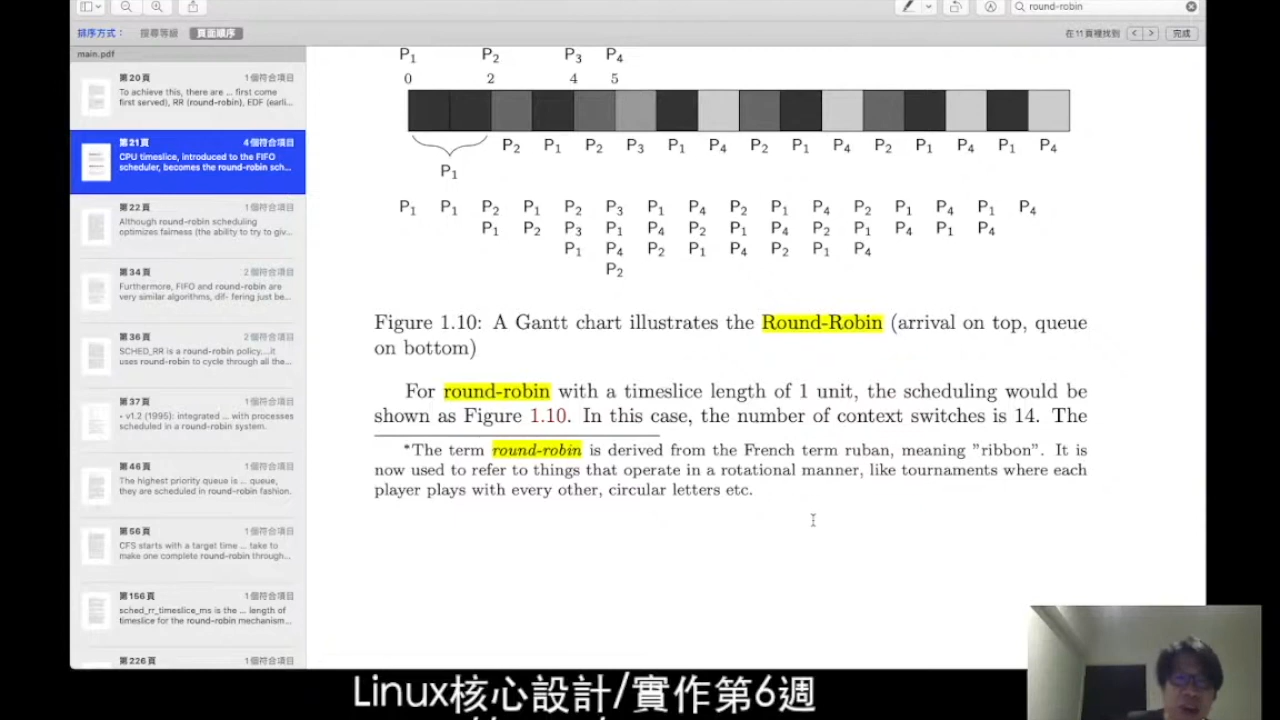 round-robin
排序方式：
搜尋等級
頁面順序
在11頁裡找到
完成
main.pdf
第20頁
1個符合項目
To achieve this, there are ... first come
first served), RR (round-robin), EDF (earli...
第21頁
4個符合項目
CPU timeslice, introduced to the FIFO
scheduler, becomes the round-robin sch...
第22頁
1個符合項目
Although round-robin scheduling
optimizes fairness (the ability to try to giv...
第34頁
2個符合項目
Furthermore, FIFO and round-robin are
very similar algorithms, dif- fering just be...
第36頁
2個符合項目
SCHED_RR is a round-robin policy....it
uses round-robin to cycle through all the...
第37頁
1個符合項目
• v1.2 (1995): integrated ... with processes
scheduled in a round-robin system.
第46頁
1個符合項目
The highest priority queue is ... queue,
they are scheduled in round-robin fashion.
第56頁
1個符合項目
CFS starts with a target time ... take to
make one complete round-robin through...
第156頁
1個符合項目
sched_rr_timeslice_ms is the ... length of
timeslice for the round-robin mechanism...
第226頁
1個符合項目
P1 P2 P3 P4
0 2 4 5
P2 P1 P2 P3 P1 P4 P2 P1 P4 P2 P1 P4 P1 P4
P1
P1 P1 P2 P1 P2 P3 P1 P4 P2 P1 P4 P2 P1 P4 P1 P4
P1 P2 P3 P1 P4 P2 P1 P4 P2 P1 P4 P1 P4
P1 P4 P2 P1 P4 P2 P1 P4
P2
Figure 1.10: A Gantt chart illustrates the Round-Robin (arrival on top, queue
on bottom)
For round-robin with a timeslice length of 1 unit, the scheduling would be
shown as Figure 1.10. In this case, the number of context switches is 14. The
*The term round-robin is derived from the French term ruban, meaning "ribbon". It is
now used to refer to things that operate in a rotational manner, like tournaments where each
player plays with every other, circular letters etc.
Linux核心設計/實作第6週